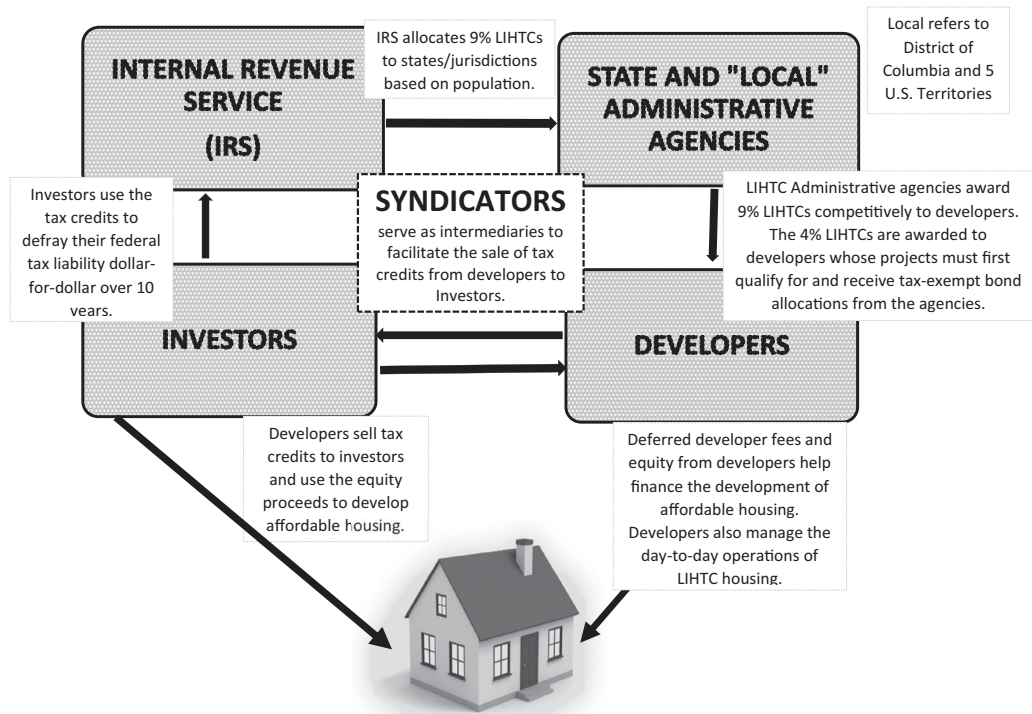 INTERNAL REVENUE
SERVICE
(IRS)
IRS allocates 9% LIHTCs
to states/jurisdictions
based on population.
STATE AND "LOCAL"
ADMINISTRATIVE
AGENCIES
Local refers to
District of
Columbia and 5
U.S. Territories
Investors use the
tax credits to
defray their federal
tax liability dollar-
for-dollar over 10
years.
SYNDICATORS
serve as intermediaries to
facilitate the sale of tax
credits from developers to
Investors.
LIHTC Administrative agencies award
9% LIHTCs competitively to developers.
The 4% LIHTCs are awarded to
developers whose projects must first
qualify for and receive tax-exempt bond
allocations from the agencies.
INVESTORS
DEVELOPERS
Developers sell tax
credits to investors
and use the equity
proceeds to develop
affordable housing.
Deferred developer fees and
equity from developers help
finance the development of
affordable housing.
Developers also manage the
day-to-day operations of
LIHTC housing.